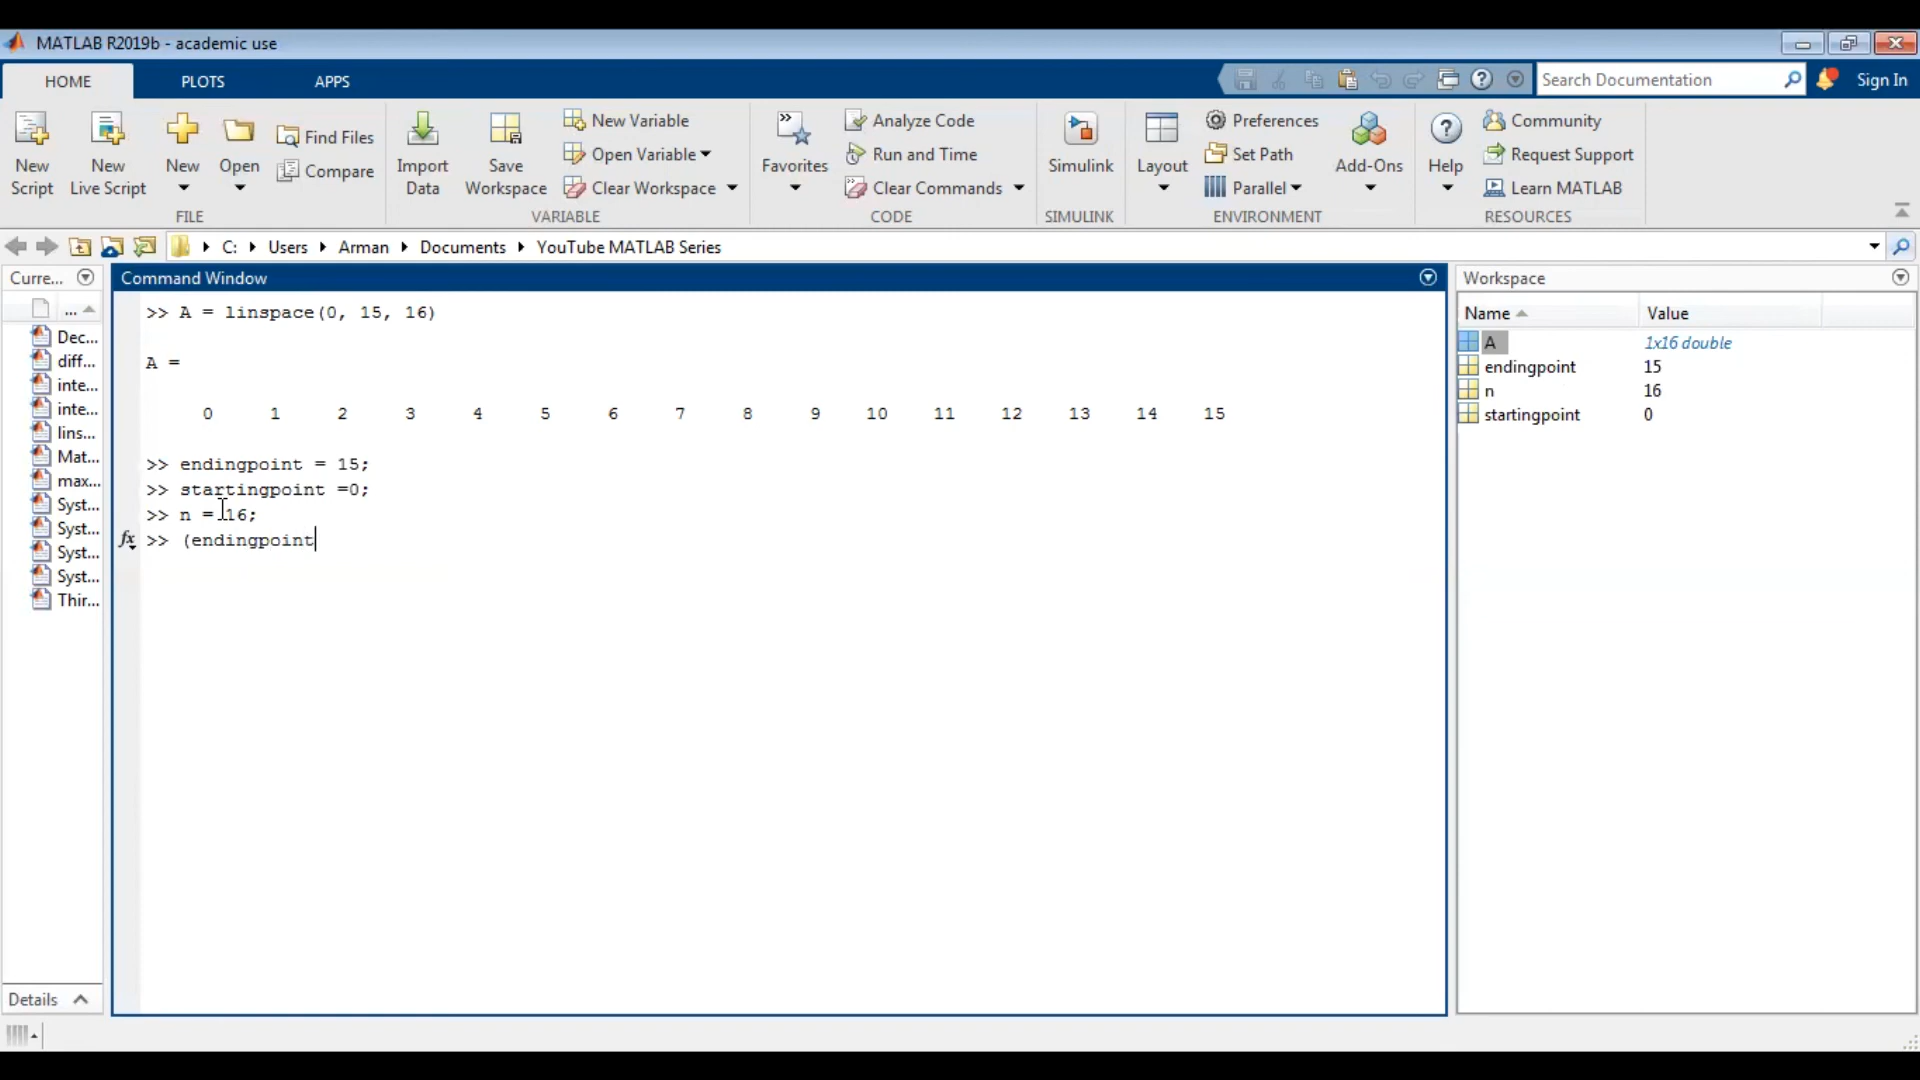 MATLAB R2019b - academic use
HOME PLOTS APPS
Search Documentation
Sign In
New Script
New Live Script
New
Open
Find Files
Compare
FILE
Import Data
Save Workspace
New Variable
Open Variable
Clear Workspace
VARIABLE
Favorites
Analyze Code
Run and Time
Clear Commands
CODE
Simulink
SIMULINK
Layout
Preferences
Set Path
Parallel
Add-Ons
ENVIRONMENT
Help
Community
Request Support
Learn MATLAB
RESOURCES
C: Users Arman Documents YouTube MATLAB Series
Curre...
...
Dec...
diff...
inte...
inte...
lins...
Mat...
max...
Syst...
Syst...
Syst...
Syst...
Thir...
Details
Command Window
>> A = linspace(0, 15, 16)
A =
0 1 2 3 4 5 6 7 8 9 10 11 12 13 14 15
>> endingpoint = 15;
>> startingpoint =0;
>> n = 16;
fx >> (endingpoint
Workspace
Name Value
A 1x16 double
endingpoint 15
n 16
startingpoint 0